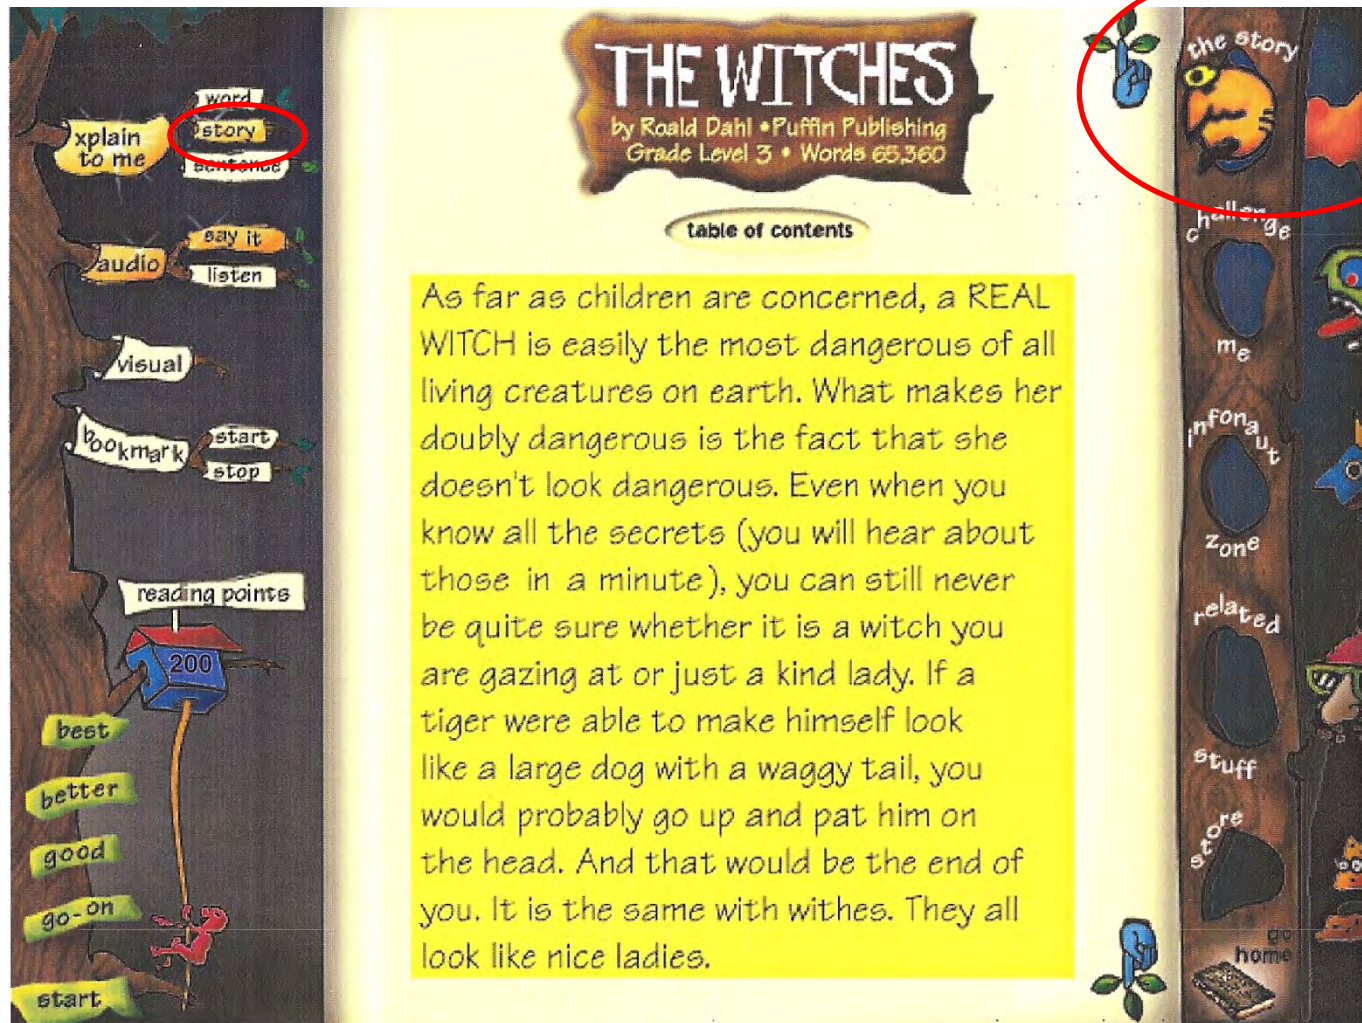 THE WITCHES
by Roald Dahl • Puffin Publishing
Grade Level 3 • Words 65,360
table of contents
As far as children are concerned, a REAL
WITCH is easily the most dangerous of all
living creatures on earth. What makes her
doubly dangerous is the fact that she
doesn't look dangerous. Even when you
know all the secrets (you will hear about
those in a minute), you can still never
be quite sure whether it is a witch you
are gazing at or just a kind lady. If a
tiger were able to make himself look
like a large dog with a waggy tail, you
would probably go up and pat him on
the head. And that would be the end of
you. It is the same with withes. They all
look like nice ladies.
xplain
to me
word
story
sentence
audio
say it
listen
visual
bookmark
start
stop
reading points
200
best
better
good
go-on
start
the story
challenge
me
infonaut
zone
related
stuff
store
go
home